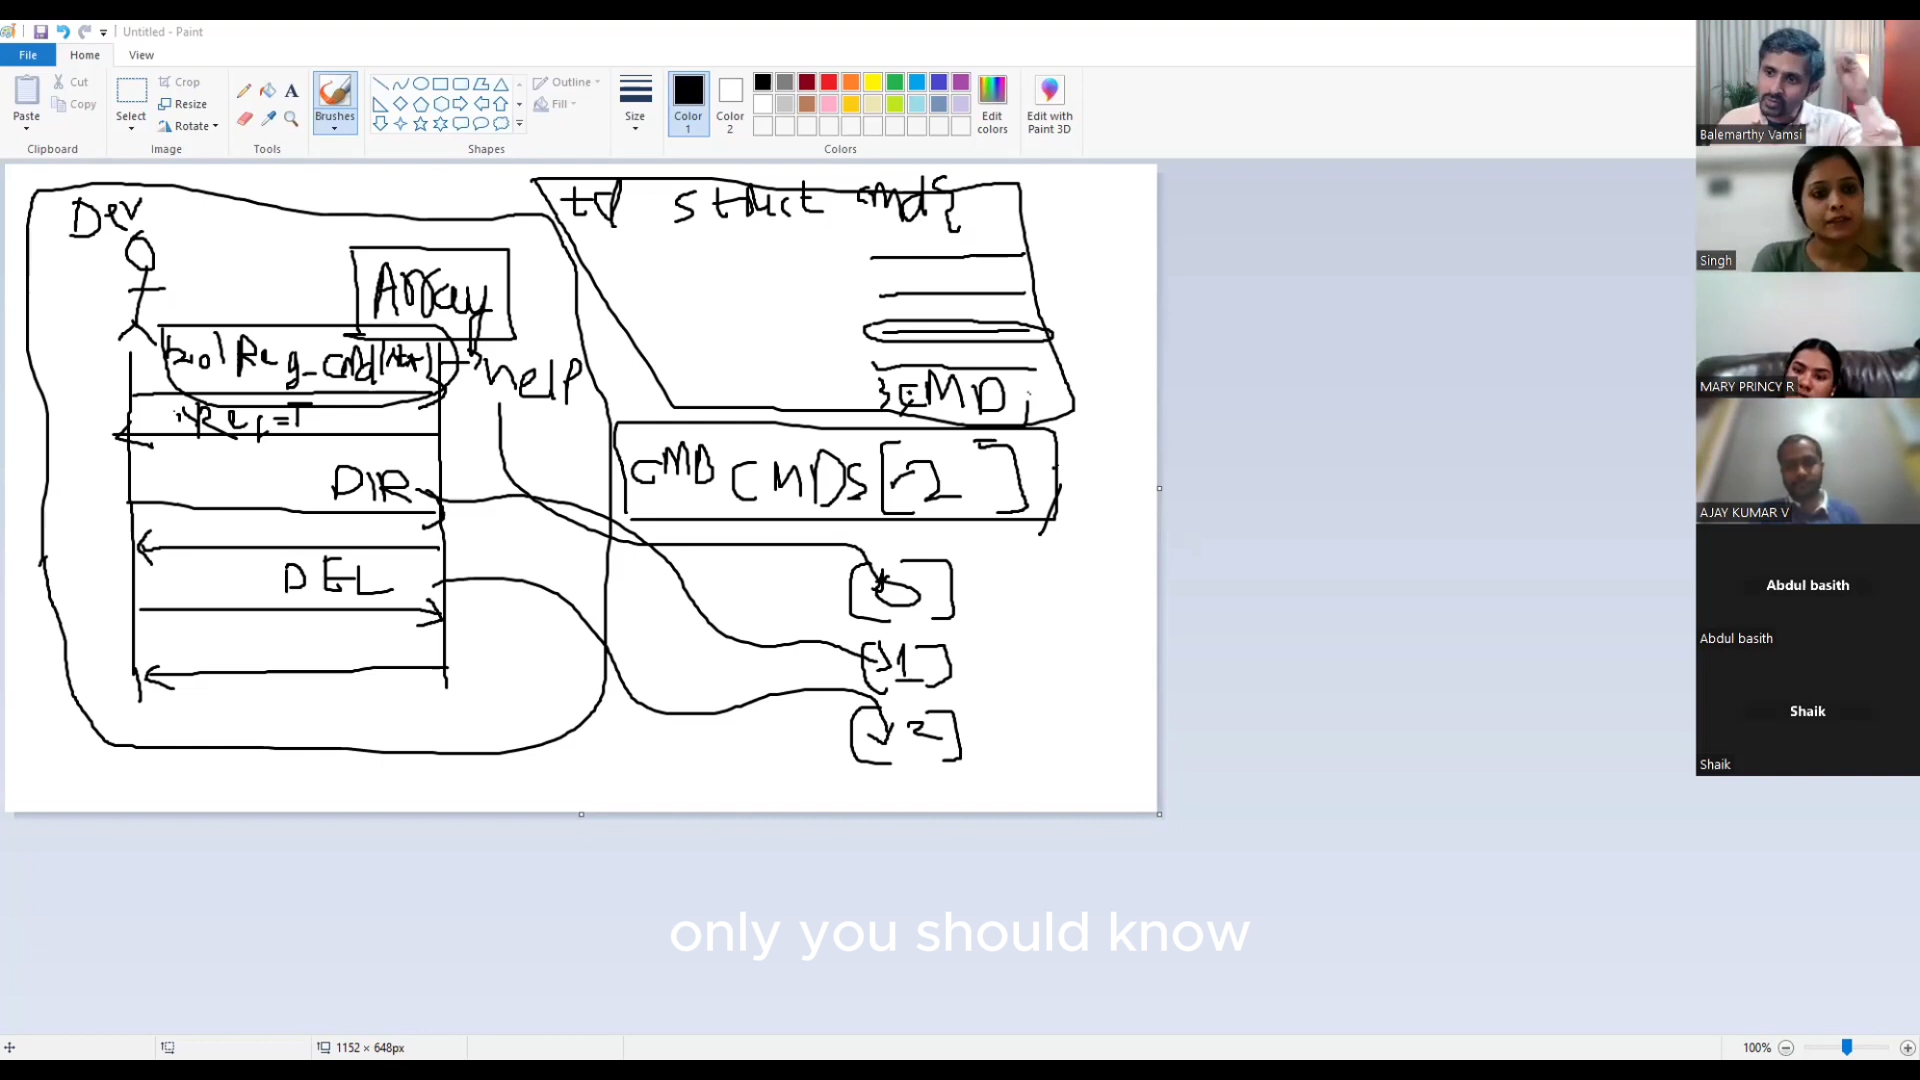 Untitled - Paint
File Home View
Paste
Cut
Copy
Clipboard
Select
Crop
Resize
Rotate
Image
A
Tools
Brushes
Shapes
Outline
Fill
Size
Color 1
Color 2
Edit colors
Edit with Paint 3D
Colors
Dev
Array
bool Reg_CMD
help
Ret = T
DIR
DEL
td struct cmd {
} CMD ;
CMD CMDS [ 2 ] ;
[ 0 ]
[ 1 ]
[ 2 ]
Balemarthy Vamsi
Singh
MARY PRINCY R
AJAY KUMAR V
Abdul basith
Abdul basith
Shaik
Shaik
only you should know
1152 × 648px
100%